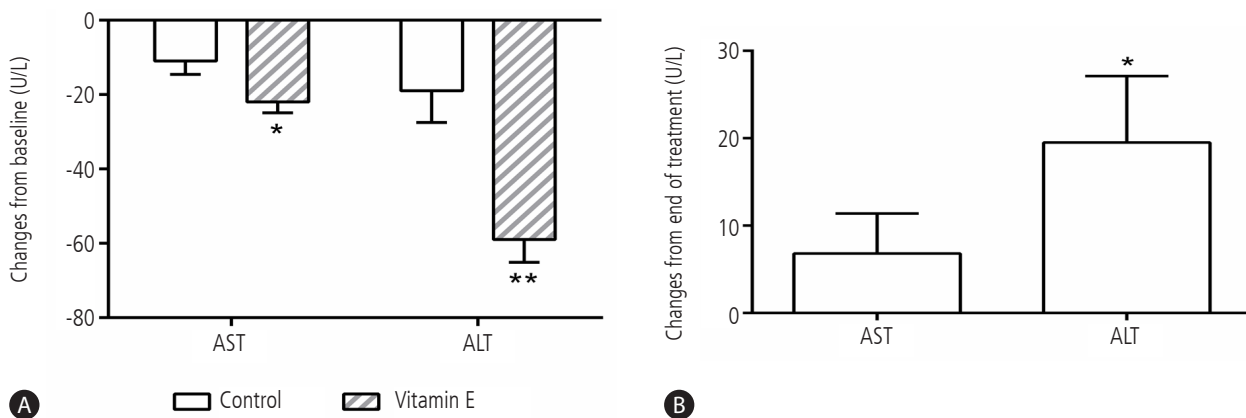 Changes from baseline (U/L)
0
-20
-40
-60
-80
*
**
AST
ALT
A
Control
Vitamin E
Changes from end of treatment (U/L)
30
20
10
0
*
AST
ALT
B